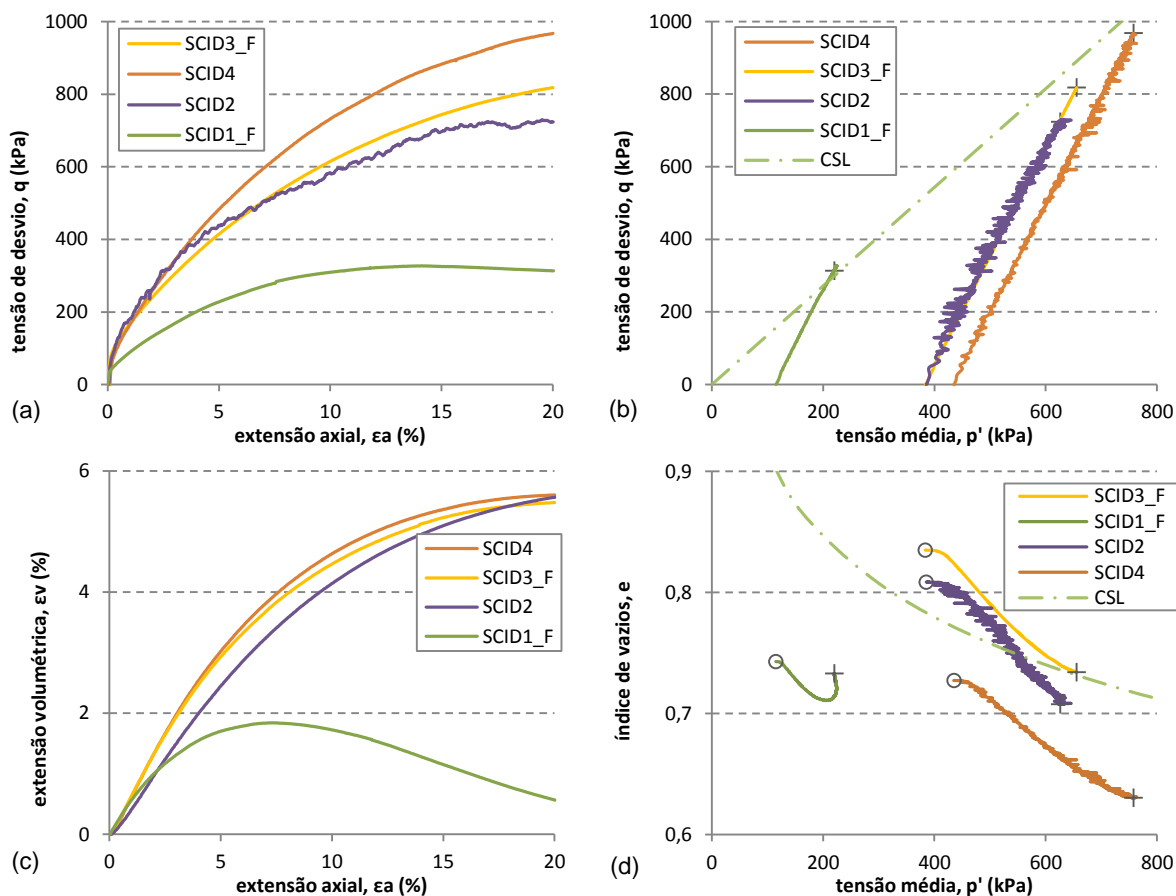 1000
800
600
400
200
0
tensão de desvio, q (kPa)
SCID3_F
SCID4
SCID2
SCID1_F
0
5
10
15
20
extensão axial, εa (%)
(a)
1000
800
600
400
200
0
tensão de desvio, q (kPa)
SCID4
SCID3_F
SCID2
SCID1_F
CSL
0
200
400
600
800
tensão média, p' (kPa)
(b)
6
4
2
0
extensão volumétrica, εv (%)
SCID4
SCID3_F
SCID2
SCID1_F
0
5
10
15
20
extensão axial, εa (%)
(c)
0,9
0,8
0,7
0,6
índice de vazios, e
SCID3_F
SCID1_F
SCID2
SCID4
CSL
0
200
400
600
800
tensão média, p' (kPa)
(d)